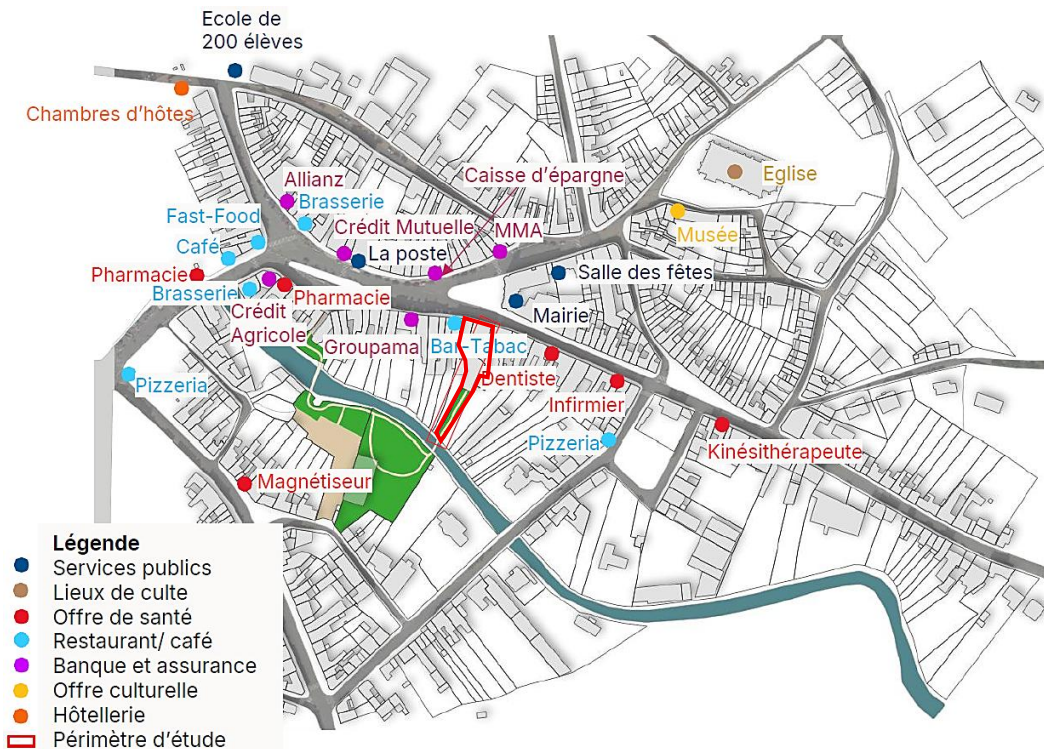 Ecole de
200 élèves
Chambres d'hôtes
Allianz
Brasserie
Caisse d'épargne
Eglise
Fast-Food
Crédit Mutuelle
MMA
Musée
Café
La poste
Pharmacie
Salle des fêtes
Brasserie
Pharmacie
Mairie
Crédit
Agricole
Groupama
Bar-Tabac
Pizzeria
Dentiste
Infirmier
Pizzeria
Kinésithérapeute
Magnétiseur
Légende
Services publics
Lieux de culte
Offre de santé
Restaurant/ café
Banque et assurance
Offre culturelle
Hôtellerie
Périmètre d'étude